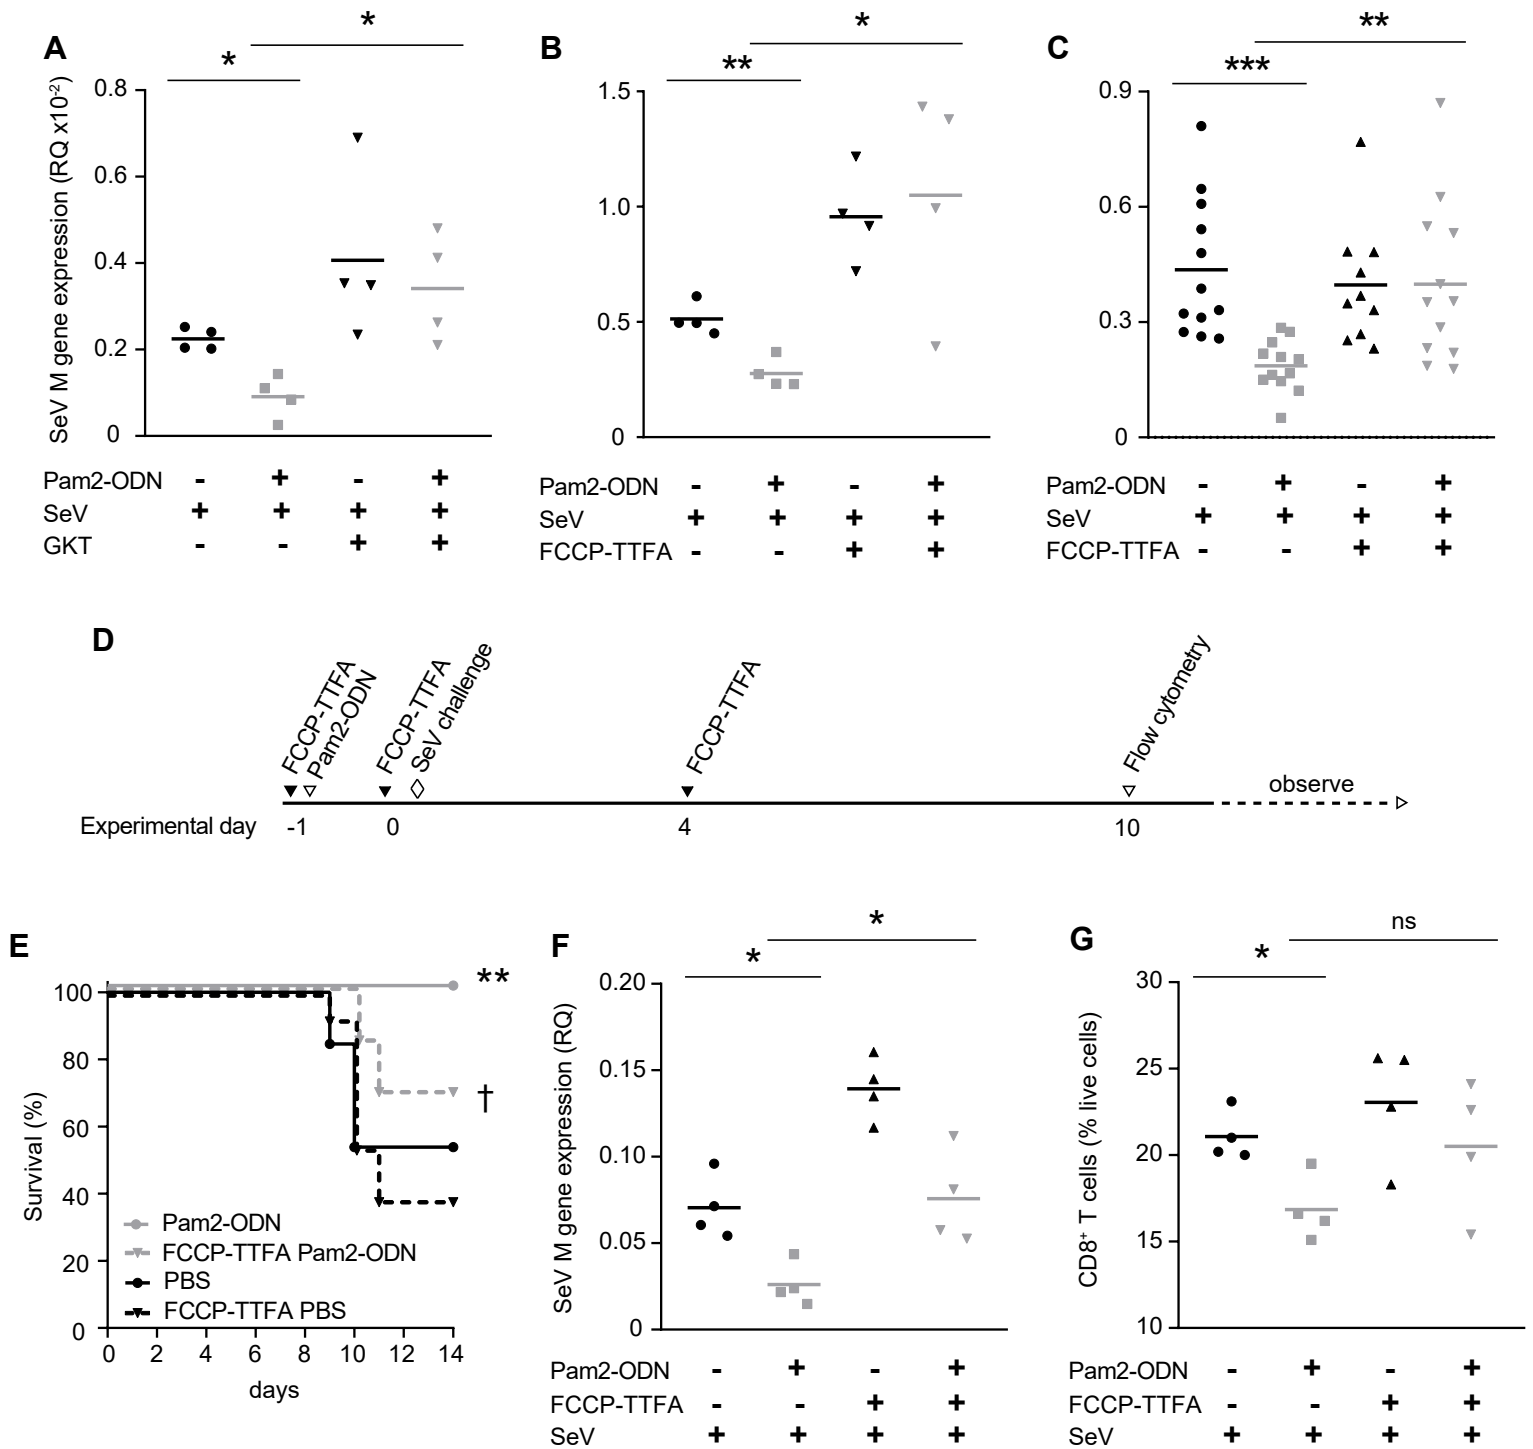 A
*
*
SeV M gene expression (RQ x10⁻²)
0.8
0.6
0.4
0.2
0
Pam2-ODN - + - +
SeV + + + +
GKT - - + +
B
*
**
1.5
1.0
0.5
0
Pam2-ODN - + - +
SeV + + + +
FCCP-TTFA - - + +
C
**
***
0.9
0.6
0.3
0
Pam2-ODN - + - +
SeV + + + +
FCCP-TTFA - - + +
D
FCCP-TTFA
Pam2-ODN
FCCP-TTFA
SeV challenge
FCCP-TTFA
Flow cytometry
observe
Experimental day -1 0 4 10
E
Survival (%)
100
80
60
40
20
0
**
†
Pam2-ODN
FCCP-TTFA Pam2-ODN
PBS
FCCP-TTFA PBS
0 2 4 6 8 10 12 14
days
F
*
*
SeV M gene expression (RQ)
0.20
0.15
0.10
0.05
0
Pam2-ODN - + - +
FCCP-TTFA - - + +
SeV + + + +
G
ns
*
CD8⁺ T cells (% live cells)
30
25
20
15
10
Pam2-ODN - + - +
FCCP-TTFA - - + +
SeV + + + +